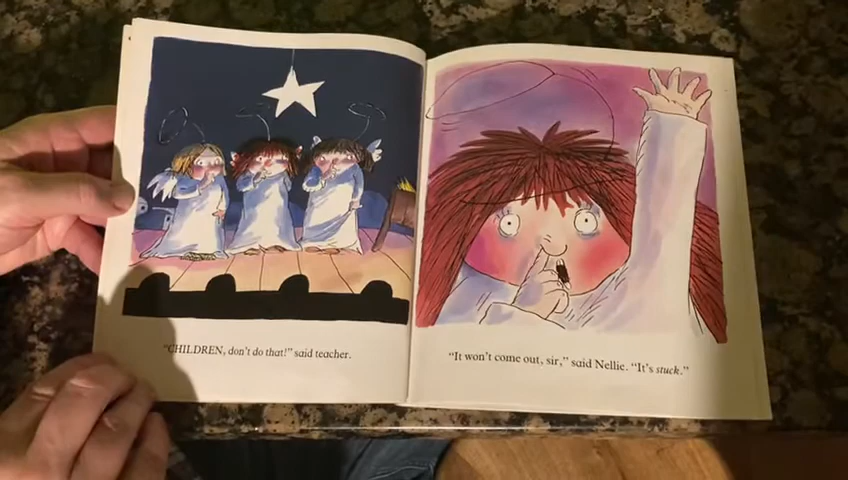 "CHILDREN, don't do that!" said teacher.
"It won't come out, sir," said Nellie. "It's stuck."